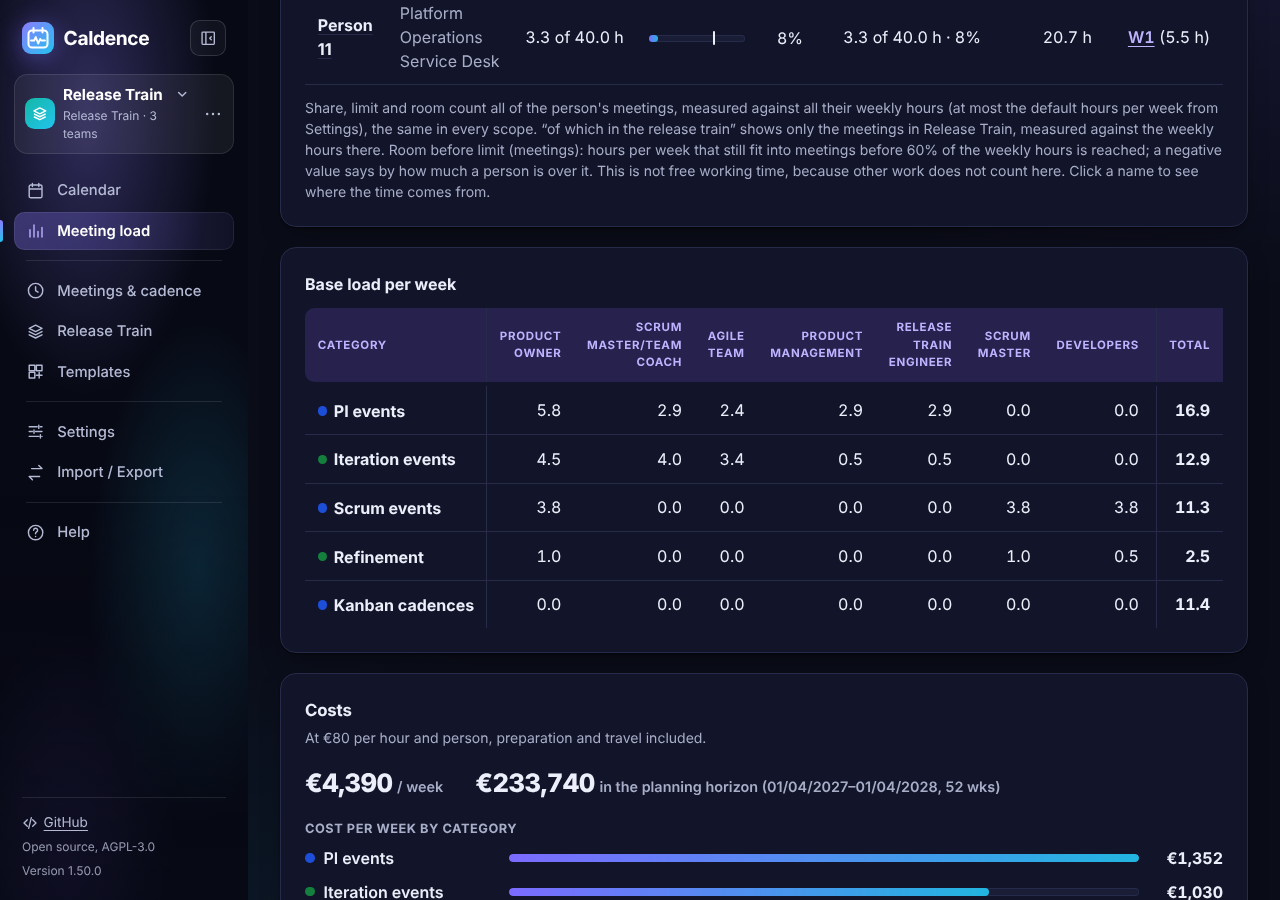 Caldence
Release Train
Release Train · 3
teams
Calendar
Meeting load
Meetings & cadence
Release Train
Templates
Settings
Import / Export
Help
GitHub
Open source, AGPL-3.0
Version 1.50.0
Person
11
Platform
Operations
Service Desk
3.3 of 40.0 h
8%
3.3 of 40.0 h · 8%
20.7 h
W1 (5.5 h)
Share, limit and room count all of the person's meetings, measured against all their weekly hours (at most the default hours per week from
Settings), the same in every scope. “of which in the release train” shows only the meetings in Release Train, measured against the weekly
hours there. Room before limit (meetings): hours per week that still fit into meetings before 60% of the weekly hours is reached; a negative
value says by how much a person is over it. This is not free working time, because other work does not count here. Click a name to see
where the time comes from.
Base load per week
CATEGORY
PRODUCT
OWNER
SCRUM
MASTER/TEAM
COACH
AGILE
TEAM
PRODUCT
MANAGEMENT
RELEASE
TRAIN
ENGINEER
SCRUM
MASTER
DEVELOPERS
TOTAL
PI events 5.8 2.9 2.4 2.9 2.9 0.0 0.0 16.9
Iteration events 4.5 4.0 3.4 0.5 0.5 0.0 0.0 12.9
Scrum events 3.8 0.0 0.0 0.0 0.0 3.8 3.8 11.3
Refinement 1.0 0.0 0.0 0.0 0.0 1.0 0.5 2.5
Kanban cadences 0.0 0.0 0.0 0.0 0.0 0.0 0.0 11.4
Costs
At €80 per hour and person, preparation and travel included.
€4,390 / week €233,740 in the planning horizon (01/04/2027–01/04/2028, 52 wks)
COST PER WEEK BY CATEGORY
PI events €1,352
Iteration events €1,030